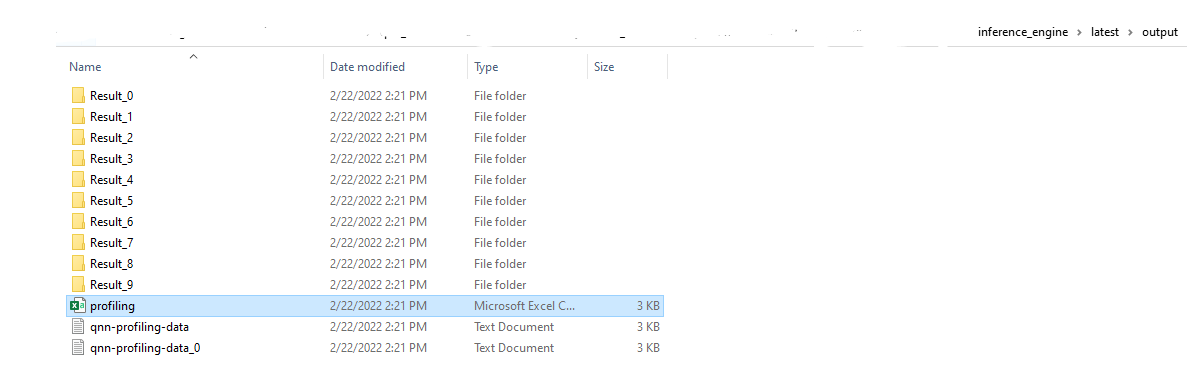 inference_engine > latest > output
Name Date modified Type Size
Result_0 2/22/2022 2:21 PM File folder
Result_1 2/22/2022 2:21 PM File folder
Result_2 2/22/2022 2:21 PM File folder
Result_3 2/22/2022 2:21 PM File folder
Result_4 2/22/2022 2:21 PM File folder
Result_5 2/22/2022 2:21 PM File folder
Result_6 2/22/2022 2:21 PM File folder
Result_7 2/22/2022 2:21 PM File folder
Result_8 2/22/2022 2:21 PM File folder
Result_9 2/22/2022 2:21 PM File folder
profiling 2/22/2022 2:21 PM Microsoft Excel C... 3 KB
qnn-profiling-data 2/22/2022 2:21 PM Text Document 3 KB
qnn-profiling-data_0 2/22/2022 2:21 PM Text Document 3 KB